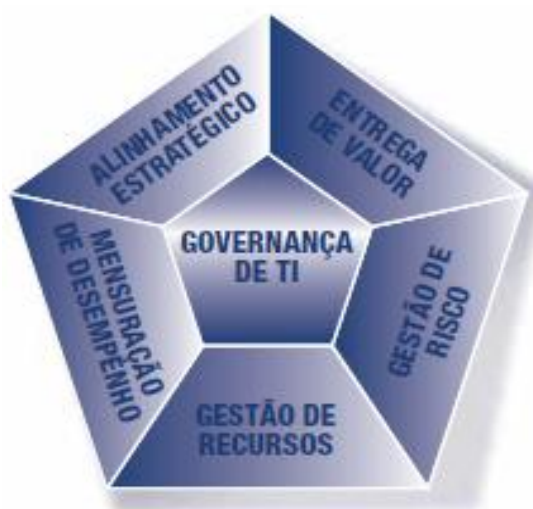 ALINHAMENTO
ESTRATÉGICO
ENTREGA
DE VALOR
GOVERNANÇA
DE TI
MENSURAÇÃO
DE DESEMPENHO
GESTÃO DE
RISCO
GESTÃO DE
RECURSOS